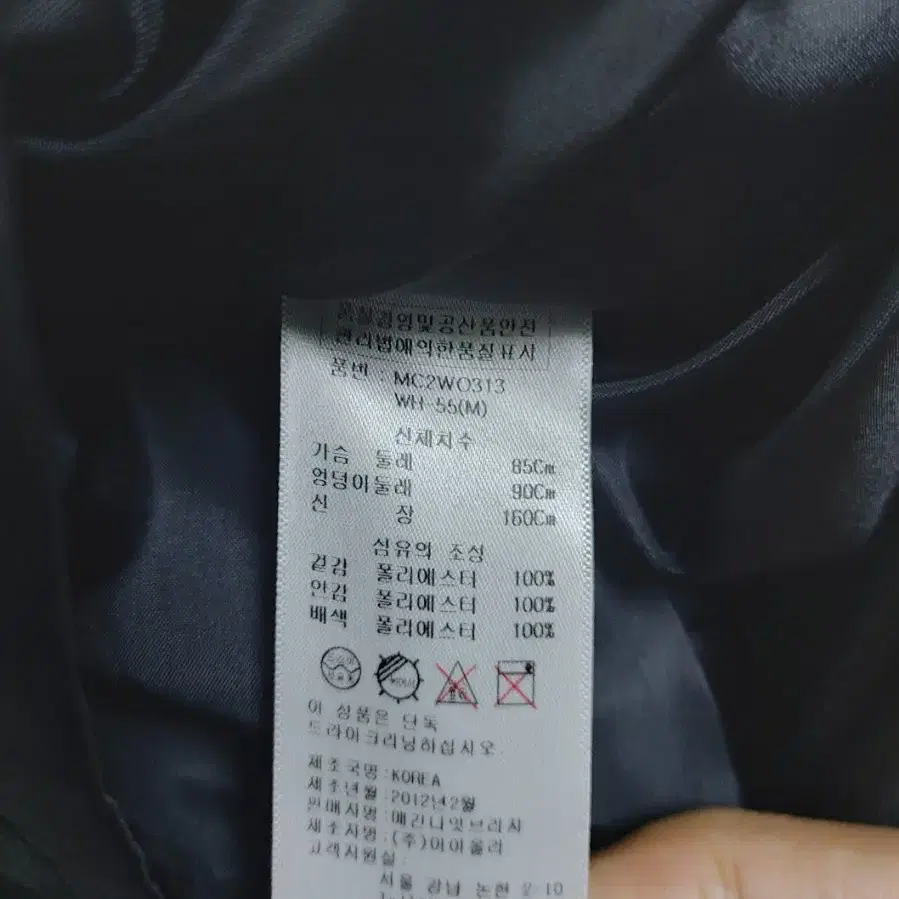 품질경영및공산품안전
관리법에의한품질표시
품번 : MC2WO313
WH-55(M)
신체치수
가슴 둘레 85Cm
엉덩이둘레 90Cm
신 장 160Cm
섬유의 조성
겉감 폴리에스터 100%
안감 폴리에스터 100%
배색 폴리에스터 100%
이 상품은 단독
드라이크리닝하십시오.
제조국명 : KOREA
제조년월 : 2012년2월
판매자명 : 매긴나잇브리지
제조자명 : (주)아이올리
고객지원실 :
서울 강남 논현 2-10